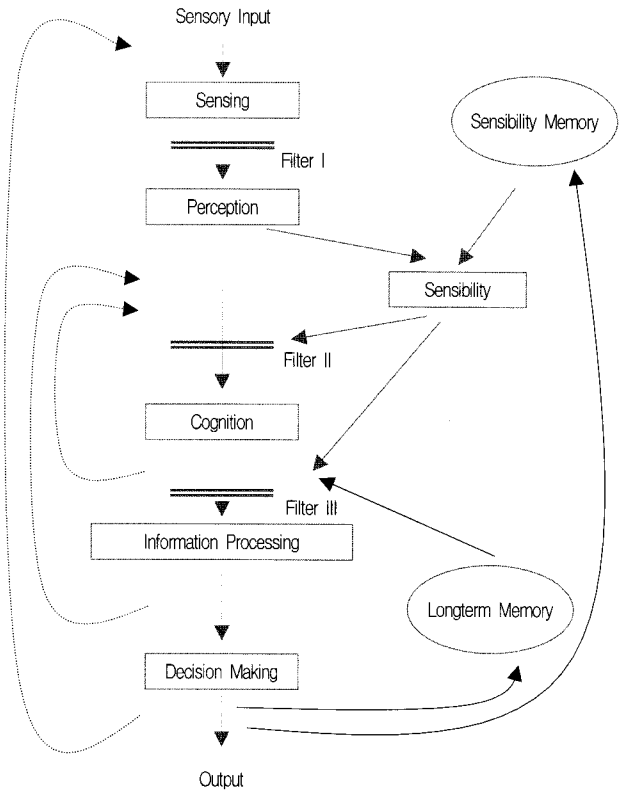 Sensory Input
Sensing
Sensibility Memory
Filter I
Perception
Sensibility
Filter II
Cognition
Filter III
Information Processing
Longterm Memory
Decision Making
Output